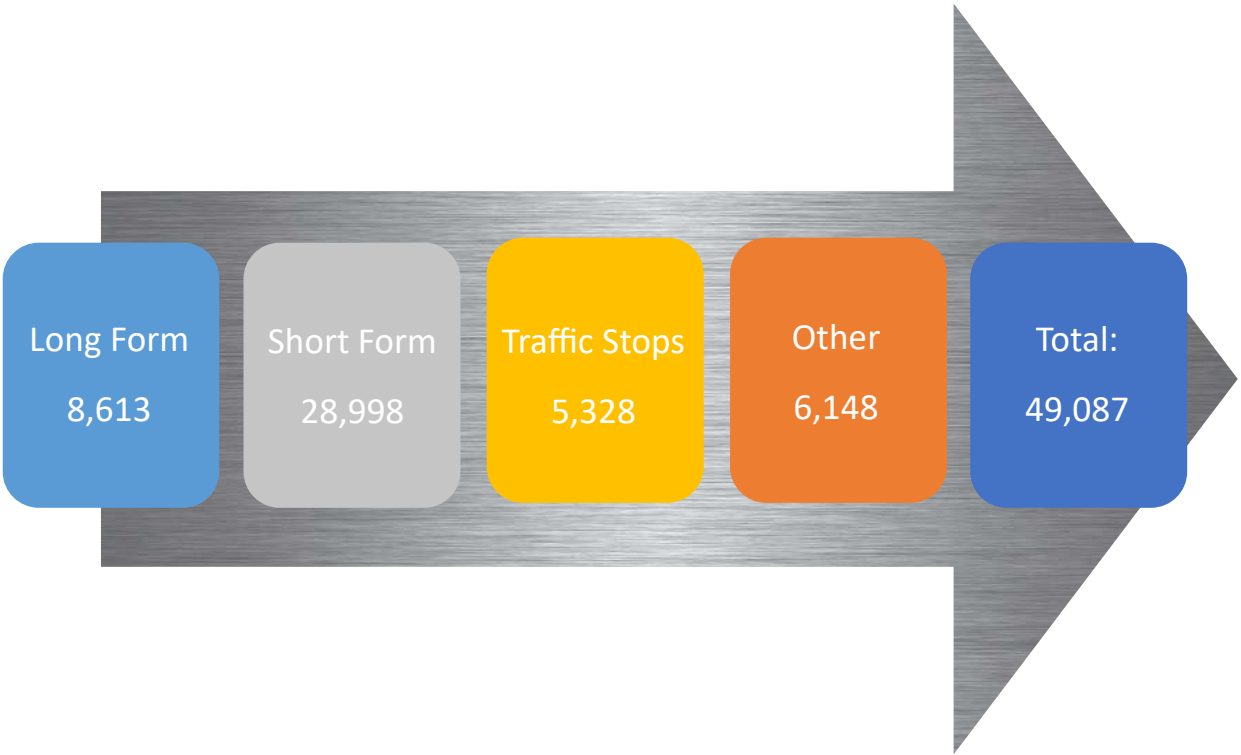 Long Form
8,613
Short Form
28,998
Traffic Stops
5,328
Other
6,148
Total:
49,087